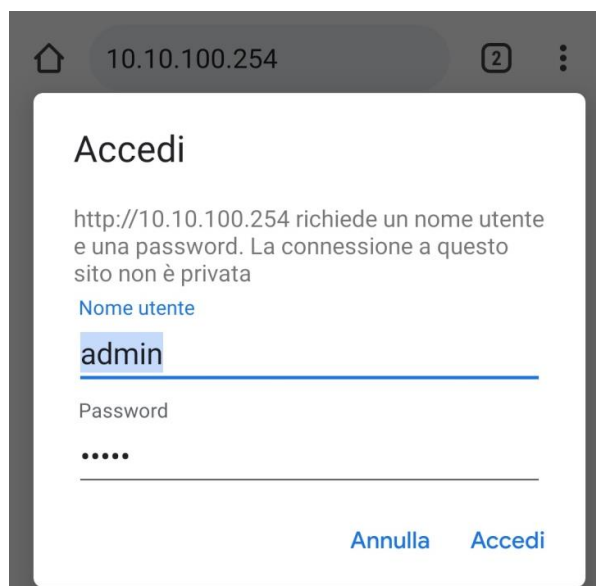 10.10.100.254
2
Accedi
http://10.10.100.254 richiede un nome utente
e una password. La connessione a questo
sito non è privata
Nome utente
admin
Password
•••••
Annulla
Accedi